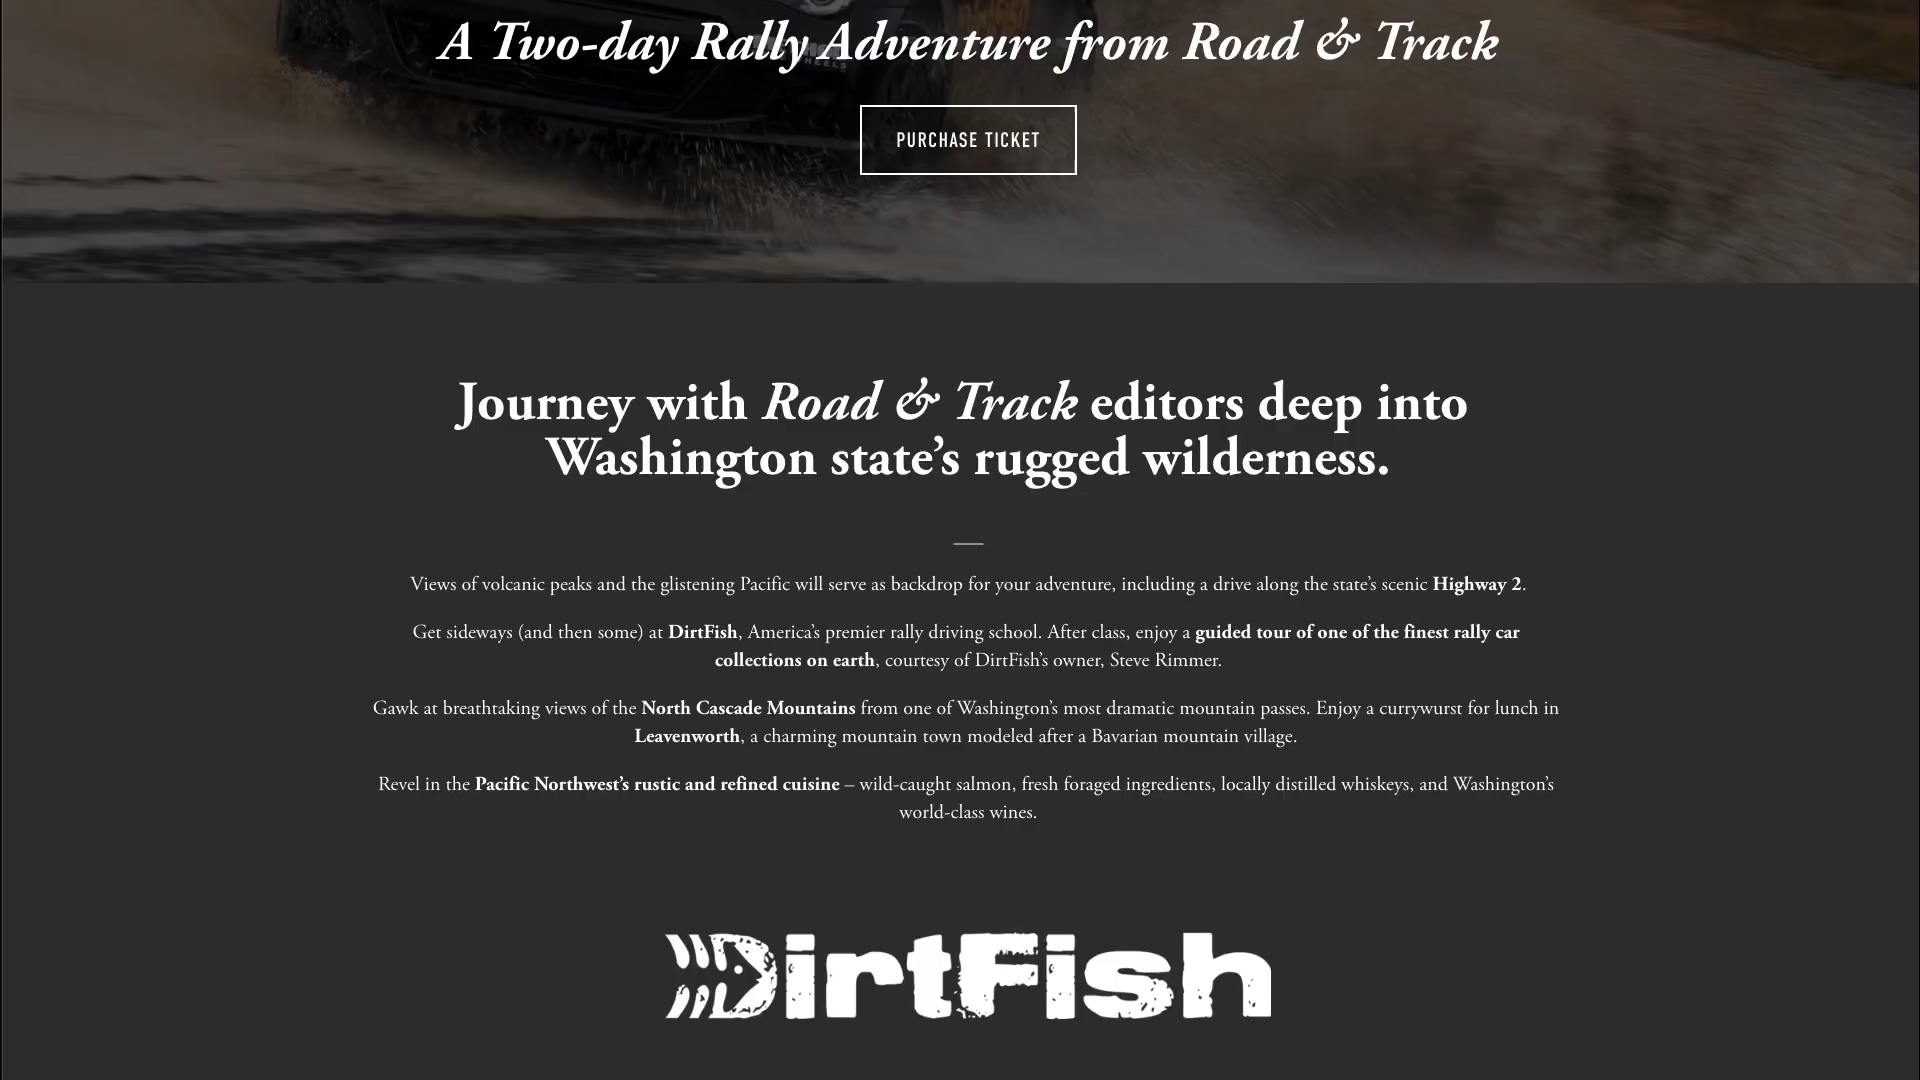 A Two-day Rally Adventure from Road & Track
PURCHASE TICKET
Journey with Road & Track editors deep into
Washington state’s rugged wilderness.
Views of volcanic peaks and the glistening Pacific will serve as backdrop for your adventure, including a drive along the state’s scenic Highway 2.
Get sideways (and then some) at DirtFish, America’s premier rally driving school. After class, enjoy a guided tour of one of the finest rally car
collections on earth, courtesy of DirtFish’s owner, Steve Rimmer.
Gawk at breathtaking views of the North Cascade Mountains from one of Washington’s most dramatic mountain passes. Enjoy a currywurst for lunch in
Leavenworth, a charming mountain town modeled after a Bavarian mountain village.
Revel in the Pacific Northwest’s rustic and refined cuisine – wild-caught salmon, fresh foraged ingredients, locally distilled whiskeys, and Washington’s
world-class wines.
DirtFish